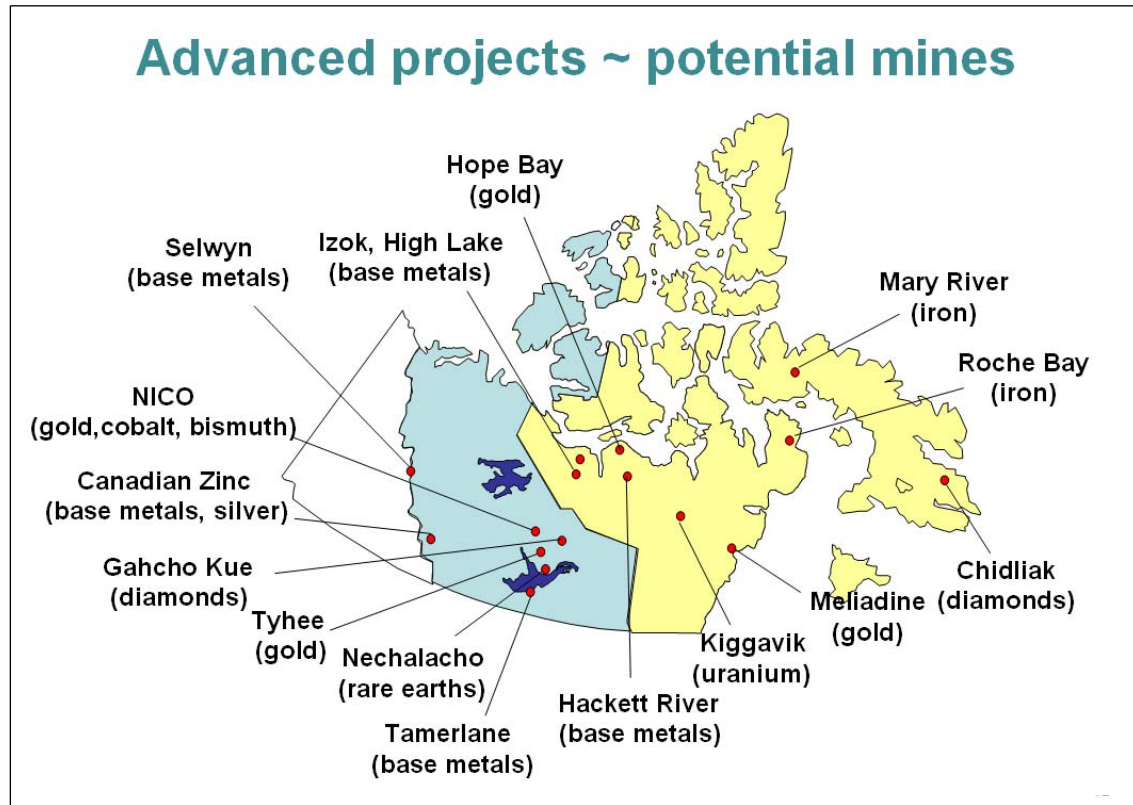 Advanced projects ~ potential mines
Hope Bay
(gold)
Izok, High Lake
(base metals)
Selwyn
(base metals)
Mary River
(iron)
Roche Bay
(iron)
NICO
(gold,cobalt, bismuth)
Canadian Zinc
(base metals, silver)
Gahcho Kue
(diamonds)
Tyhee
(gold)
Nechalacho
(rare earths)
Tamerlane
(base metals)
Hackett River
(base metals)
Kiggavik
(uranium)
Meliadine
(gold)
Chidliak
(diamonds)